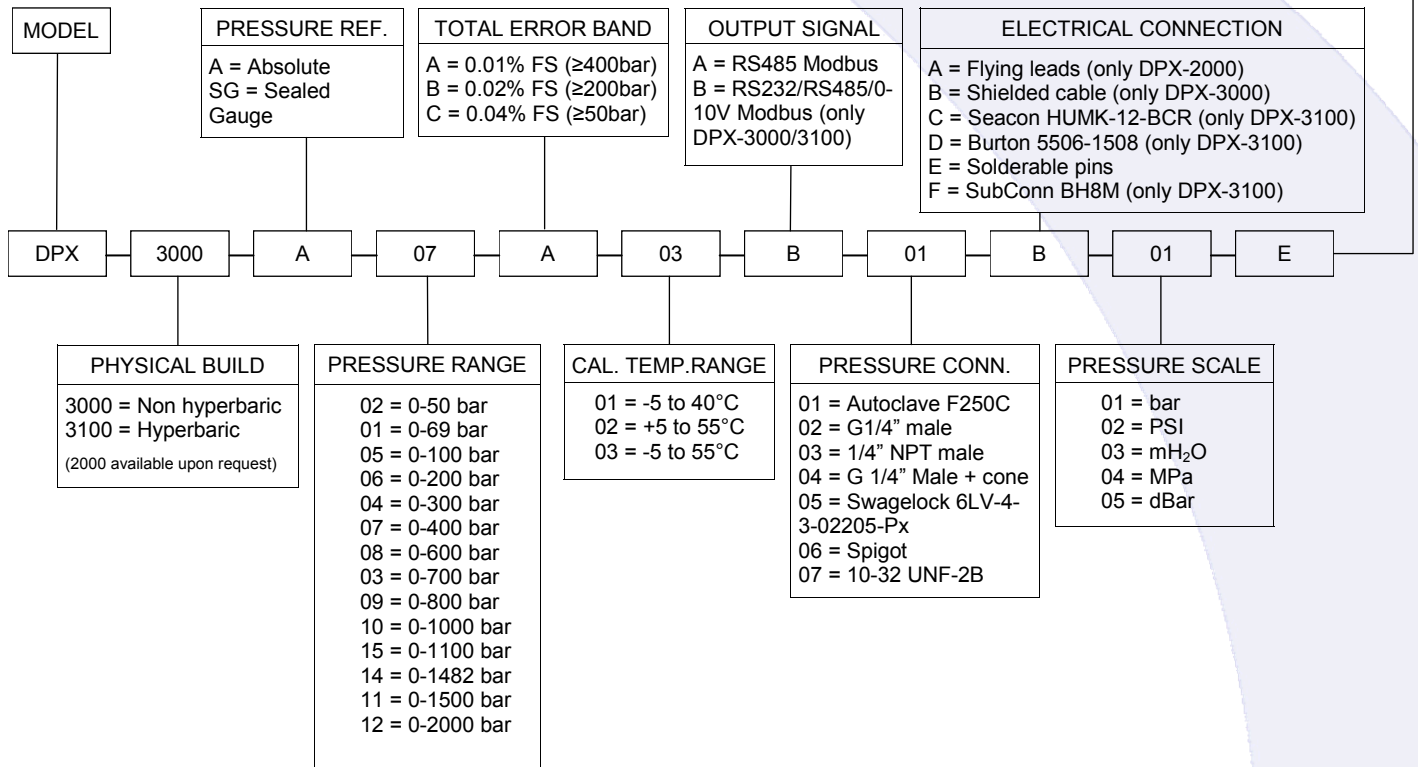 MODEL
PRESSURE REF.
A = Absolute
SG = Sealed
Gauge
TOTAL ERROR BAND
A = 0.01% FS (≥400bar)
B = 0.02% FS (≥200bar)
C = 0.04% FS (≥50bar)
OUTPUT SIGNAL
A = RS485 Modbus
B = RS232/RS485/0-
10V Modbus (only
DPX-3000/3100)
ELECTRICAL CONNECTION
A = Flying leads (only DPX-2000)
B = Shielded cable (only DPX-3000)
C = Seacon HUMK-12-BCR (only DPX-3100)
D = Burton 5506-1508 (only DPX-3100)
E = Solderable pins
F = SubConn BH8M (only DPX-3100)
DPX 3000 A 07 A 03 B 01 B 01 E
PHYSICAL BUILD
3000 = Non hyperbaric
3100 = Hyperbaric
(2000 available upon request)
PRESSURE RANGE
02 = 0-50 bar
01 = 0-69 bar
05 = 0-100 bar
06 = 0-200 bar
04 = 0-300 bar
07 = 0-400 bar
08 = 0-600 bar
03 = 0-700 bar
09 = 0-800 bar
10 = 0-1000 bar
15 = 0-1100 bar
14 = 0-1482 bar
11 = 0-1500 bar
12 = 0-2000 bar
CAL. TEMP.RANGE
01 = -5 to 40°C
02 = +5 to 55°C
03 = -5 to 55°C
PRESSURE CONN.
01 = Autoclave F250C
02 = G1/4” male
03 = 1/4” NPT male
04 = G 1/4” Male + cone
05 = Swagelock 6LV-4-
3-02205-Px
06 = Spigot
07 = 10-32 UNF-2B
PRESSURE SCALE
01 = bar
02 = PSI
03 = mH₂O
04 = MPa
05 = dBar